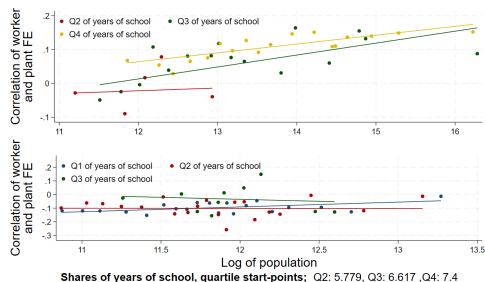 Q2 of years of school Q3 of years of school
Q4 of years of school
Correlation of worker
and plant FE
.2
.1
0
-.1
11 12 13 14 15 16
Q1 of years of school Q2 of years of school
Q3 of years of school
Correlation of worker
and plant FE
.2
.1
0
-.1
-.2
-.3
11 11.5 12 12.5 13 13.5
Log of population
Shares of years of school, quartile start-points; Q2: 5.779, Q3: 6.617 ,Q4: 7.4